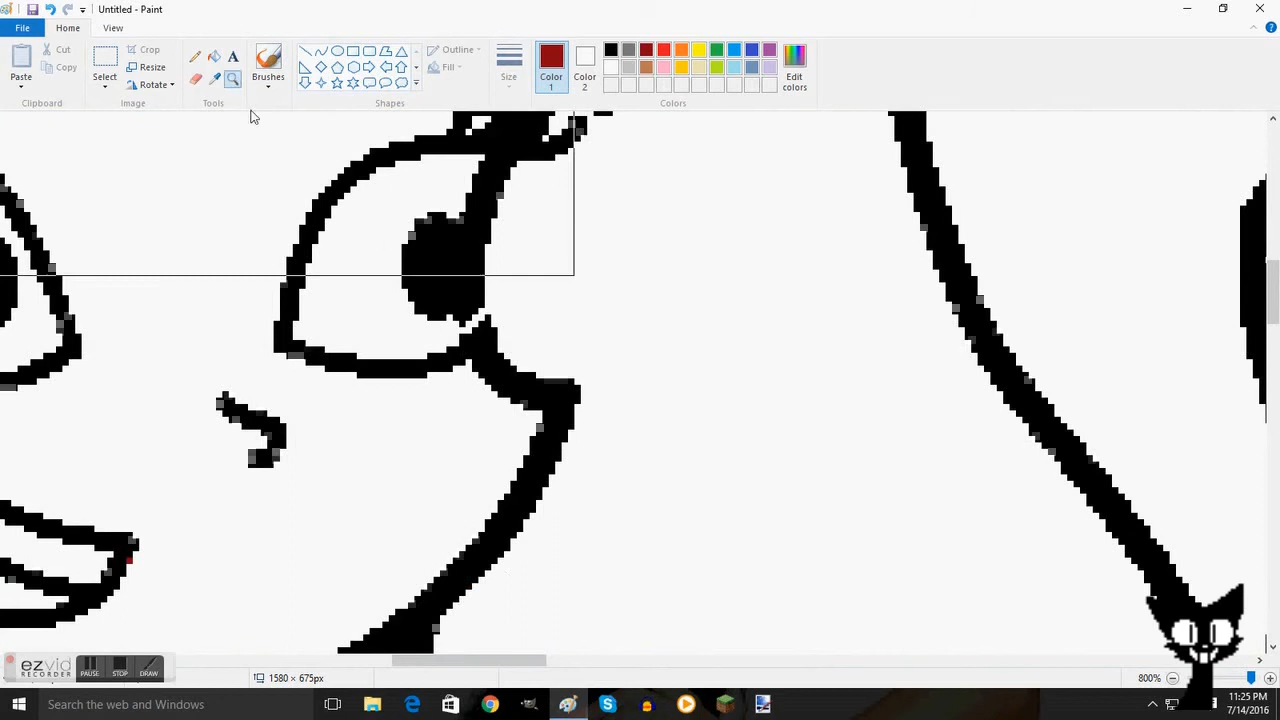 Untitled - Paint
File Home View
Paste Cut Copy
Clipboard
Select Crop Resize Rotate
Image
A
Tools
Brushes
Outline Fill
Shapes
Size
Color 1
Color 2
Edit colors
Colors
ezvid
RECORDER
PAUSE STOP DRAW
1580 × 675px
800%
Search the web and Windows
11:25 PM
7/14/2016